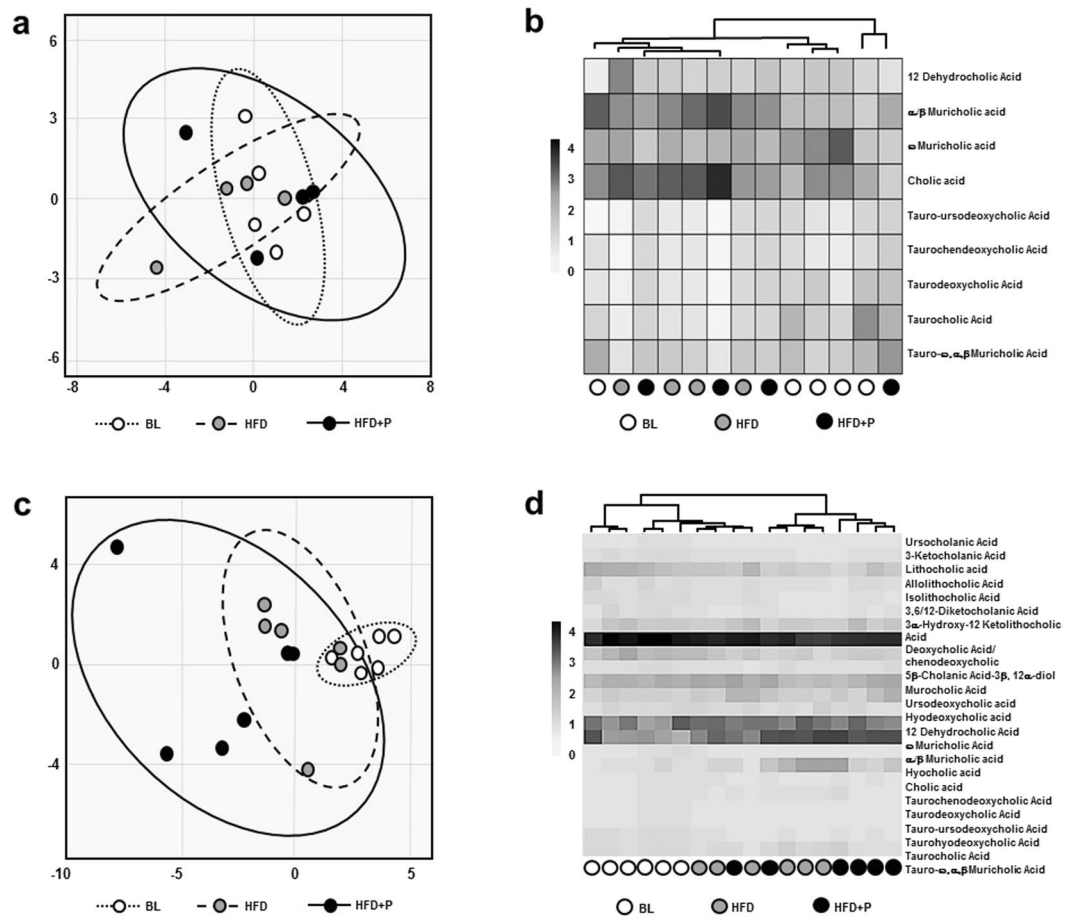 a
6
3
0
-3
-6
-8
-4
0
4
8
BL
HFD
HFD+P
b
4
3
2
1
0
12 Dehydrocholic Acid
α/β Muricholic acid
ω Muricholic acid
Cholic acid
Tauro-ursodeoxycholic Acid
Taurochendeoxycholic Acid
Taurodeoxycholic Acid
Taurocholic Acid
Tauro-ω,α,β Muricholic Acid
BL
HFD
HFD+P
c
4
0
-4
-10
-5
0
5
BL
HFD
HFD+P
d
4
3
2
1
0
Ursocholanic Acid
3-Ketocholanic Acid
Lithocholic acid
Allolithocholic Acid
Isolithocholic Acid
3,6/12-Diketocholanic Acid
3α-Hydroxy-12 Ketolithocholic
Acid
Deoxycholic Acid/
chenodeoxycholic
5β-Cholanic Acid-3β, 12α-diol
Murocholic Acid
Ursodeoxycholic acid
Hyodeoxycholic acid
12 Dehydrocholic Acid
ω Muricholic Acid
α/β Muricholic acid
Hyocholic acid
Cholic acid
Taurochenodeoxycholic Acid
Taurodeoxycholic Acid
Tauro-ursodeoxycholic Acid
Taurohyodeoxycholic Acid
Taurocholic Acid
Tauro-ω,α,β Muricholic Acid
BL
HFD
HFD+P